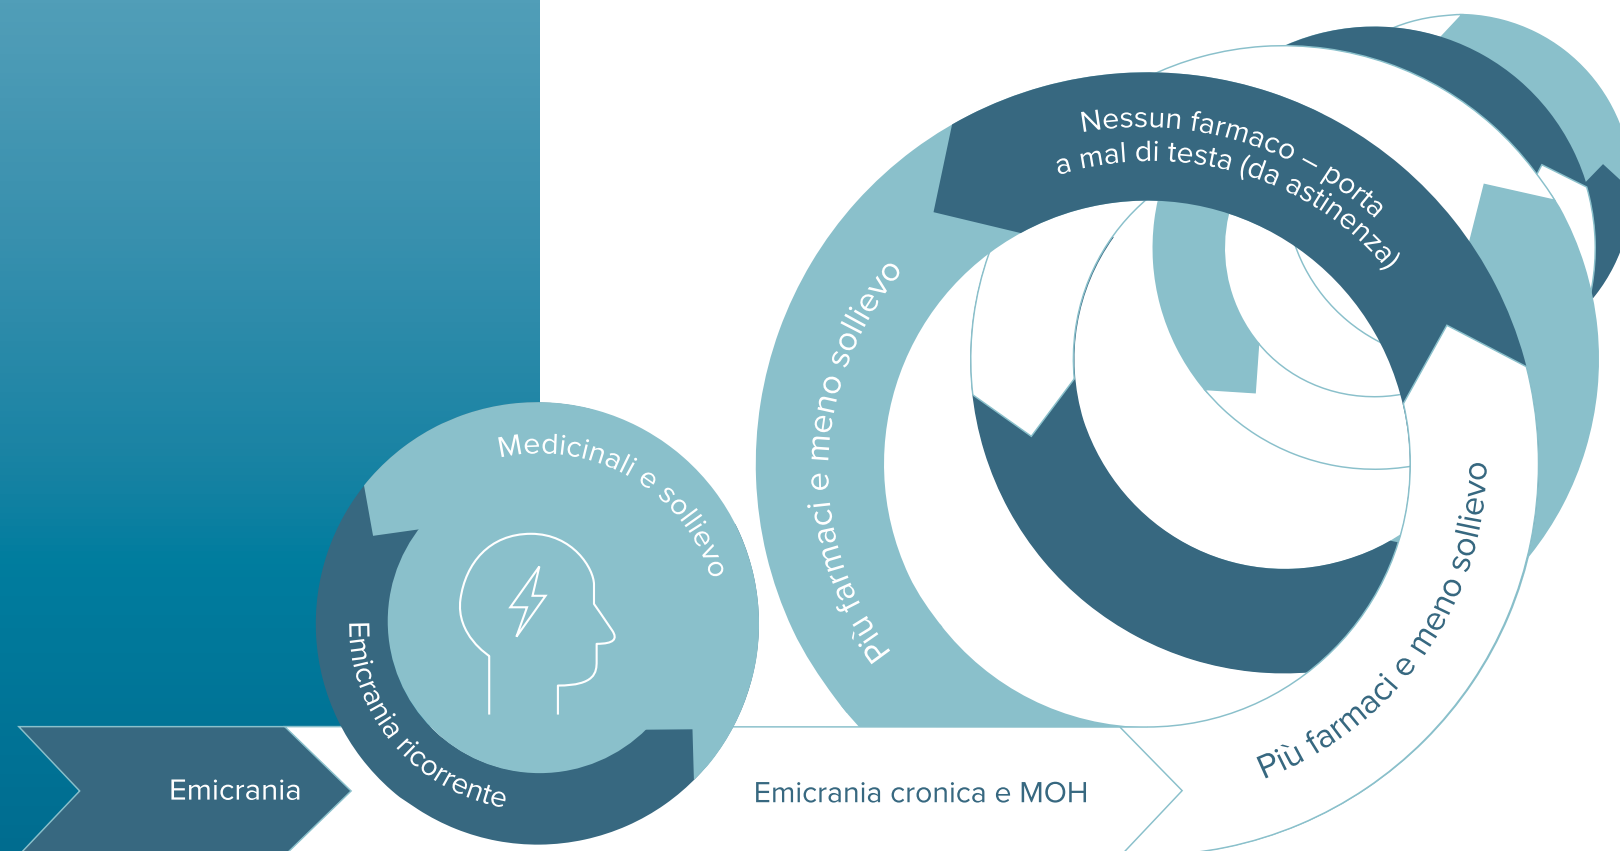 Emicrania
Emicrania ricorrente
Medicinali e sollievo
Emicrania cronica e MOH
Più farmaci e meno sollievo
Nessun farmaco – porta
a mal di testa (da astinenza)
Più farmaci e meno sollievo